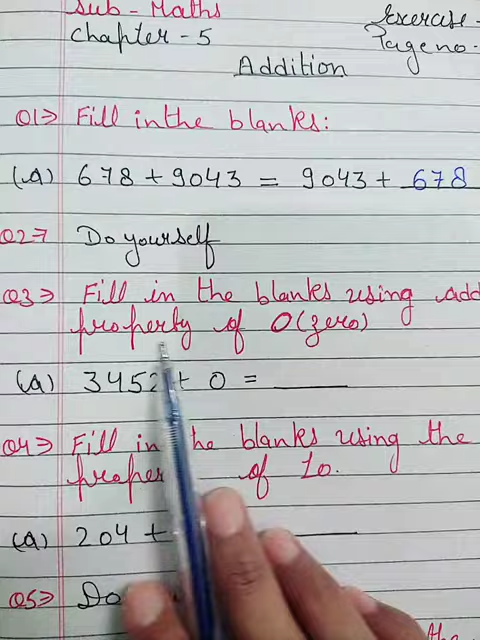 Sub- Maths
Exercise-
Chapter - 5
Page no-
Addition
Q1⇒ Fill in the blanks:
(A) 678 + 9043 = 9043 + 678
Q2⇒ Do yourself
Q3⇒ Fill in the blanks using add
property of 0(zero)
(A) 3452 + 0 =
Q4⇒ Fill in the blanks using the
proper of 10.
(A) 204 +
Q5⇒ Do